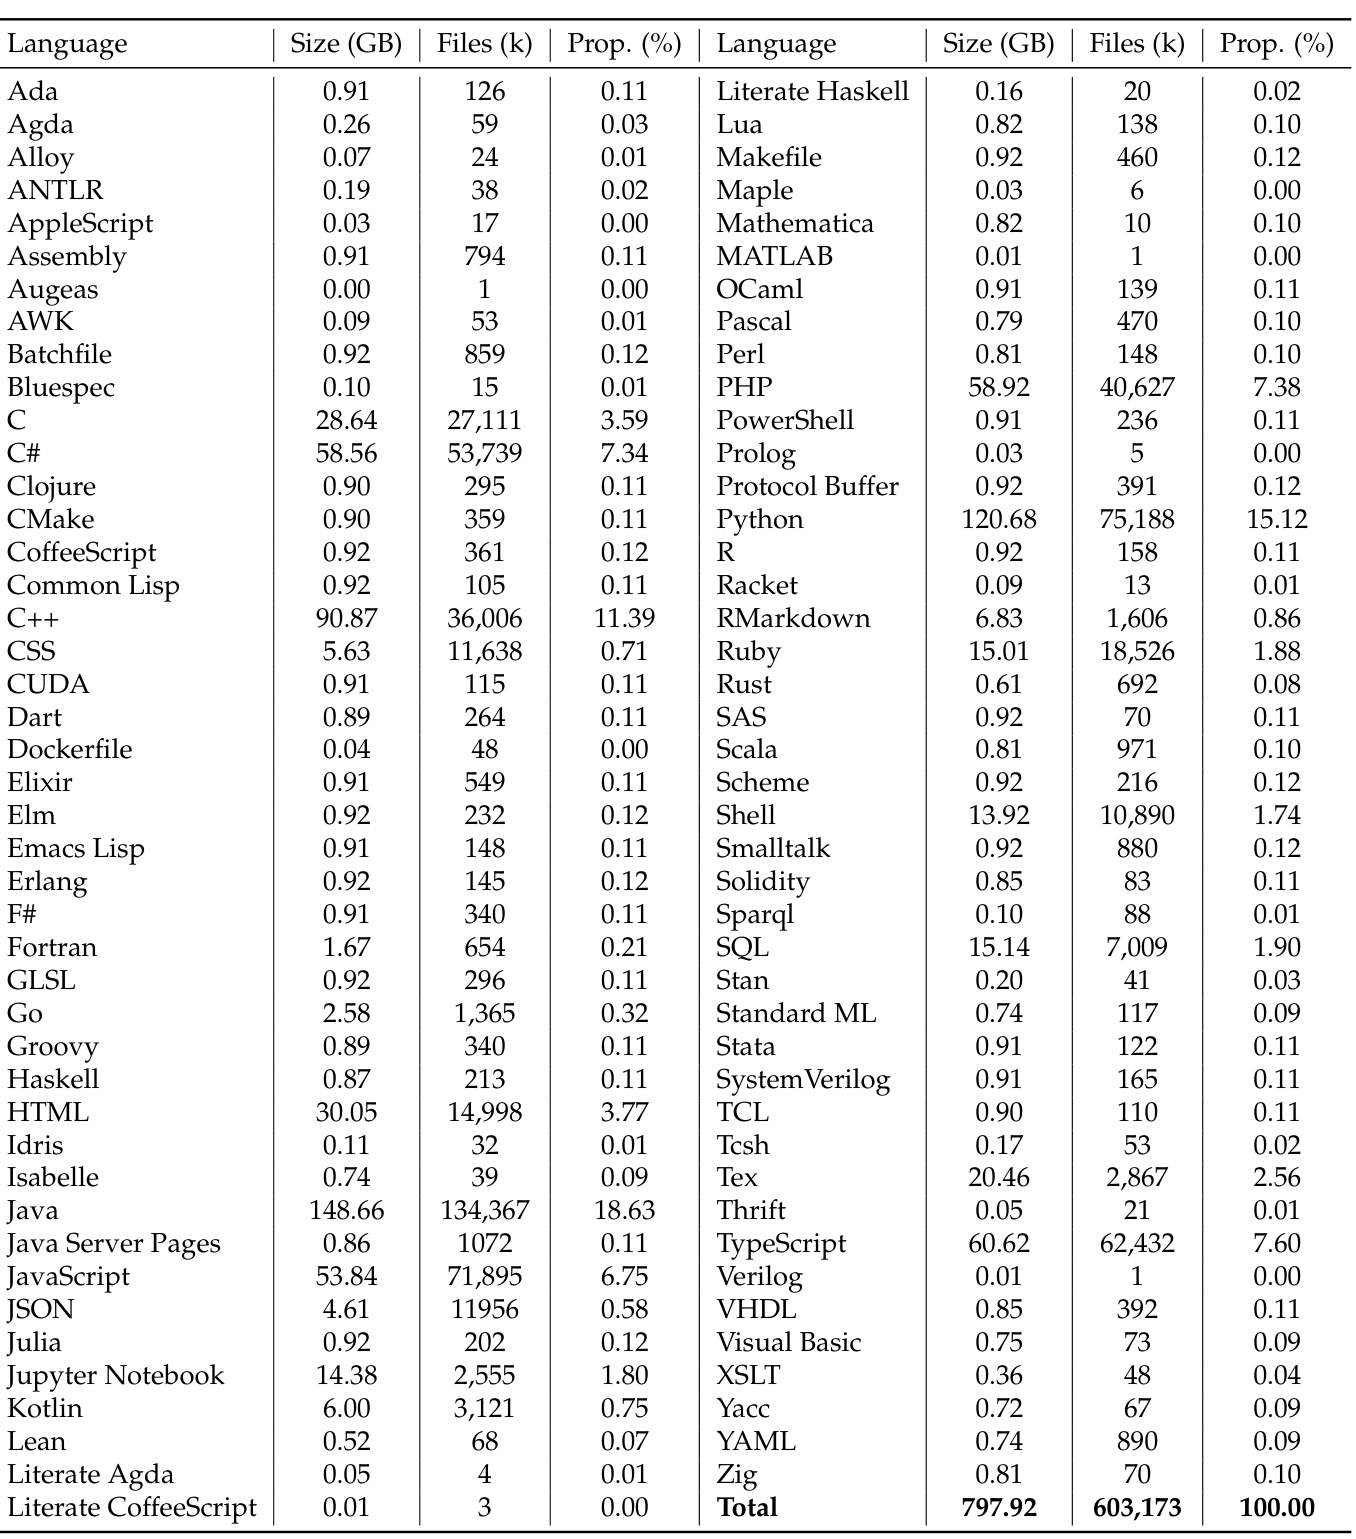 Language Size (GB) Files (k) Prop. (%) Language Size (GB) Files (k) Prop. (%)
Ada 0.91 126 0.11 Literate Haskell 0.16 20 0.02
Agda 0.26 59 0.03 Lua 0.82 138 0.10
Alloy 0.07 24 0.01 Makefile 0.92 460 0.12
ANTLR 0.19 38 0.02 Maple 0.03 6 0.00
AppleScript 0.03 17 0.00 Mathematica 0.82 10 0.10
Assembly 0.91 794 0.11 MATLAB 0.01 1 0.00
Augeas 0.00 1 0.00 OCaml 0.91 139 0.11
AWK 0.09 53 0.01 Pascal 0.79 470 0.10
Batchfile 0.92 859 0.12 Perl 0.81 148 0.10
Bluespec 0.10 15 0.01 PHP 58.92 40,627 7.38
C 28.64 27,111 3.59 PowerShell 0.91 236 0.11
C# 58.56 53,739 7.34 Prolog 0.03 5 0.00
Clojure 0.90 295 0.11 Protocol Buffer 0.92 391 0.12
CMake 0.90 359 0.11 Python 120.68 75,188 15.12
CoffeeScript 0.92 361 0.12 R 0.92 158 0.11
Common Lisp 0.92 105 0.11 Racket 0.09 13 0.01
C++ 90.87 36,006 11.39 RMarkdown 6.83 1,606 0.86
CSS 5.63 11,638 0.71 Ruby 15.01 18,526 1.88
CUDA 0.91 115 0.11 Rust 0.61 692 0.08
Dart 0.89 264 0.11 SAS 0.92 70 0.11
Dockerfile 0.04 48 0.00 Scala 0.81 971 0.10
Elixir 0.91 549 0.11 Scheme 0.92 216 0.12
Elm 0.92 232 0.12 Shell 13.92 10,890 1.74
Emacs Lisp 0.91 148 0.11 Smalltalk 0.92 880 0.12
Erlang 0.92 145 0.12 Solidity 0.85 83 0.11
F# 0.91 340 0.11 Sparql 0.10 88 0.01
Fortran 1.67 654 0.21 SQL 15.14 7,009 1.90
GLSL 0.92 296 0.11 Stan 0.20 41 0.03
Go 2.58 1,365 0.32 Standard ML 0.74 117 0.09
Groovy 0.89 340 0.11 Stata 0.91 122 0.11
Haskell 0.87 213 0.11 SystemVerilog 0.91 165 0.11
HTML 30.05 14,998 3.77 TCL 0.90 110 0.11
Idris 0.11 32 0.01 Tcsh 0.17 53 0.02
Isabelle 0.74 39 0.09 Tex 20.46 2,867 2.56
Java 148.66 134,367 18.63 Thrift 0.05 21 0.01
Java Server Pages 0.86 1072 0.11 TypeScript 60.62 62,432 7.60
JavaScript 53.84 71,895 6.75 Verilog 0.01 1 0.00
JSON 4.61 11956 0.58 VHDL 0.85 392 0.11
Julia 0.92 202 0.12 Visual Basic 0.75 73 0.09
Jupyter Notebook 14.38 2,555 1.80 XSLT 0.36 48 0.04
Kotlin 6.00 3,121 0.75 Yacc 0.72 67 0.09
Lean 0.52 68 0.07 YAML 0.74 890 0.09
Literate Agda 0.05 4 0.01 Zig 0.81 70 0.10
Literate CoffeeScript 0.01 3 0.00 Total 797.92 603,173 100.00